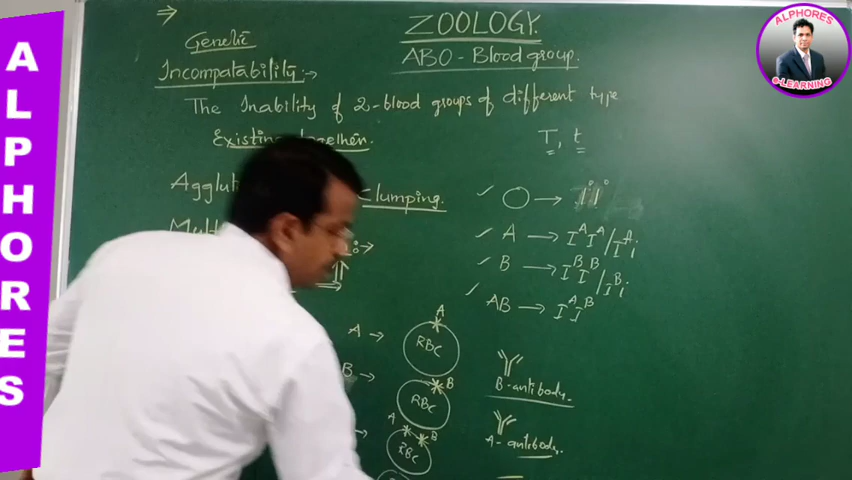 ALPHORES
ALPHORES
e-LEARNING
ZOOLOGY.
ABO - Blood group.
Genetic
Incompatability :→
The Inability of 2-blood groups of different type
Existing together.
T, t
Clumping.
O → ii
A → IᴬIᴬ/Iᴬi
B → IᴮIᴮ/Iᴮi
AB → IᴬIᴮ
A → RBC A
B → RBC B
→ RBC A B
B-antibody.
A-antibody.